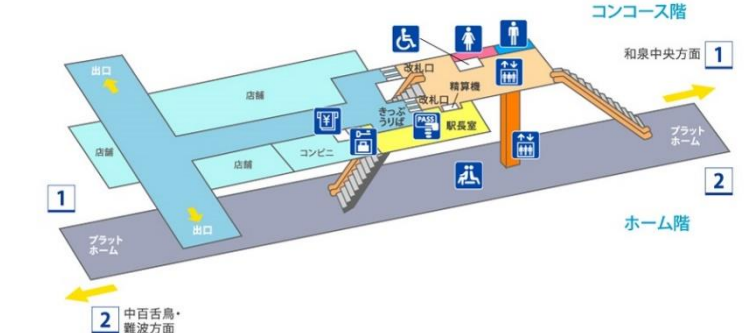 コンコース階
和泉中央方面 1
出口
改札口
精算機
店舗
きっぷ
うりば
改札口
PASS
駅長室
¥
コンビニ
店舗
店舗
プラット
ホーム
1
2
出口
ホーム階
プラット
ホーム
2 中百舌鳥・
難波方面